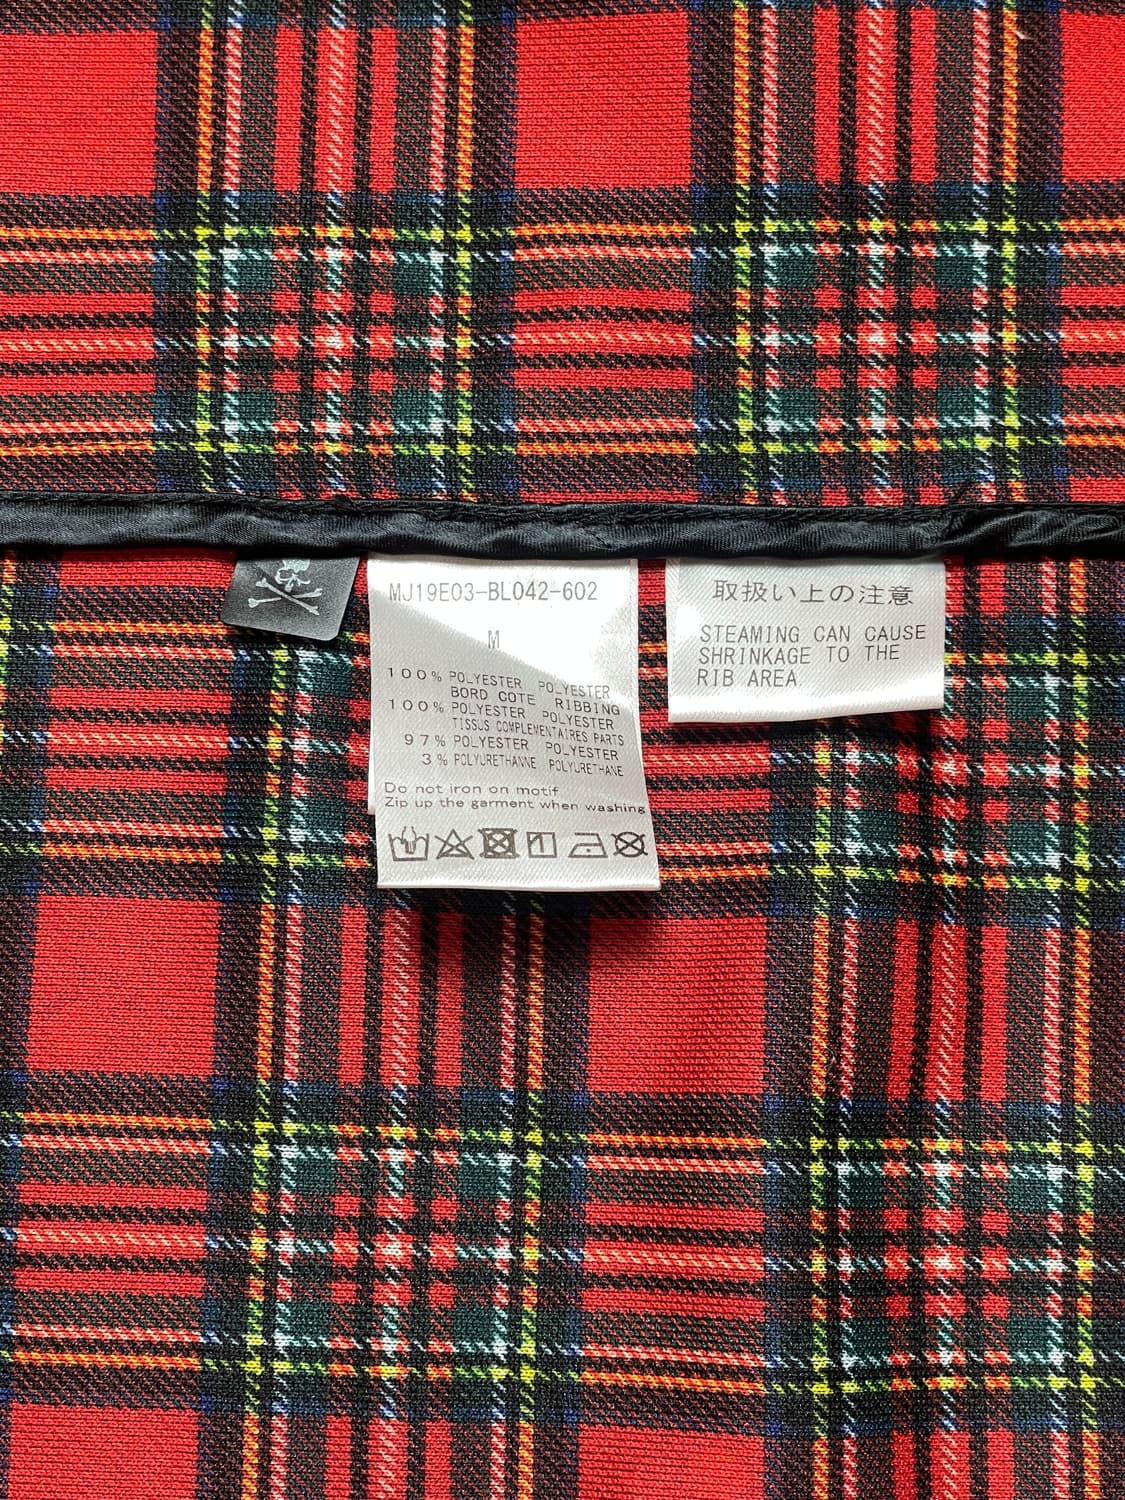 MJ19E03-BL042-602
M
100% POLYESTER POLYESTER
BORD COTE RIBBING
100% POLYESTER POLYESTER
TISSUS COMPLEMENTAIRES PARTS
97% POLYESTER POLYESTER
3% POLYURETHANNE POLYURETHANE
Do not iron on motif
Zip up the garment when washing
取扱い上の注意
STEAMING CAN CAUSE
SHRINKAGE TO THE
RIB AREA.